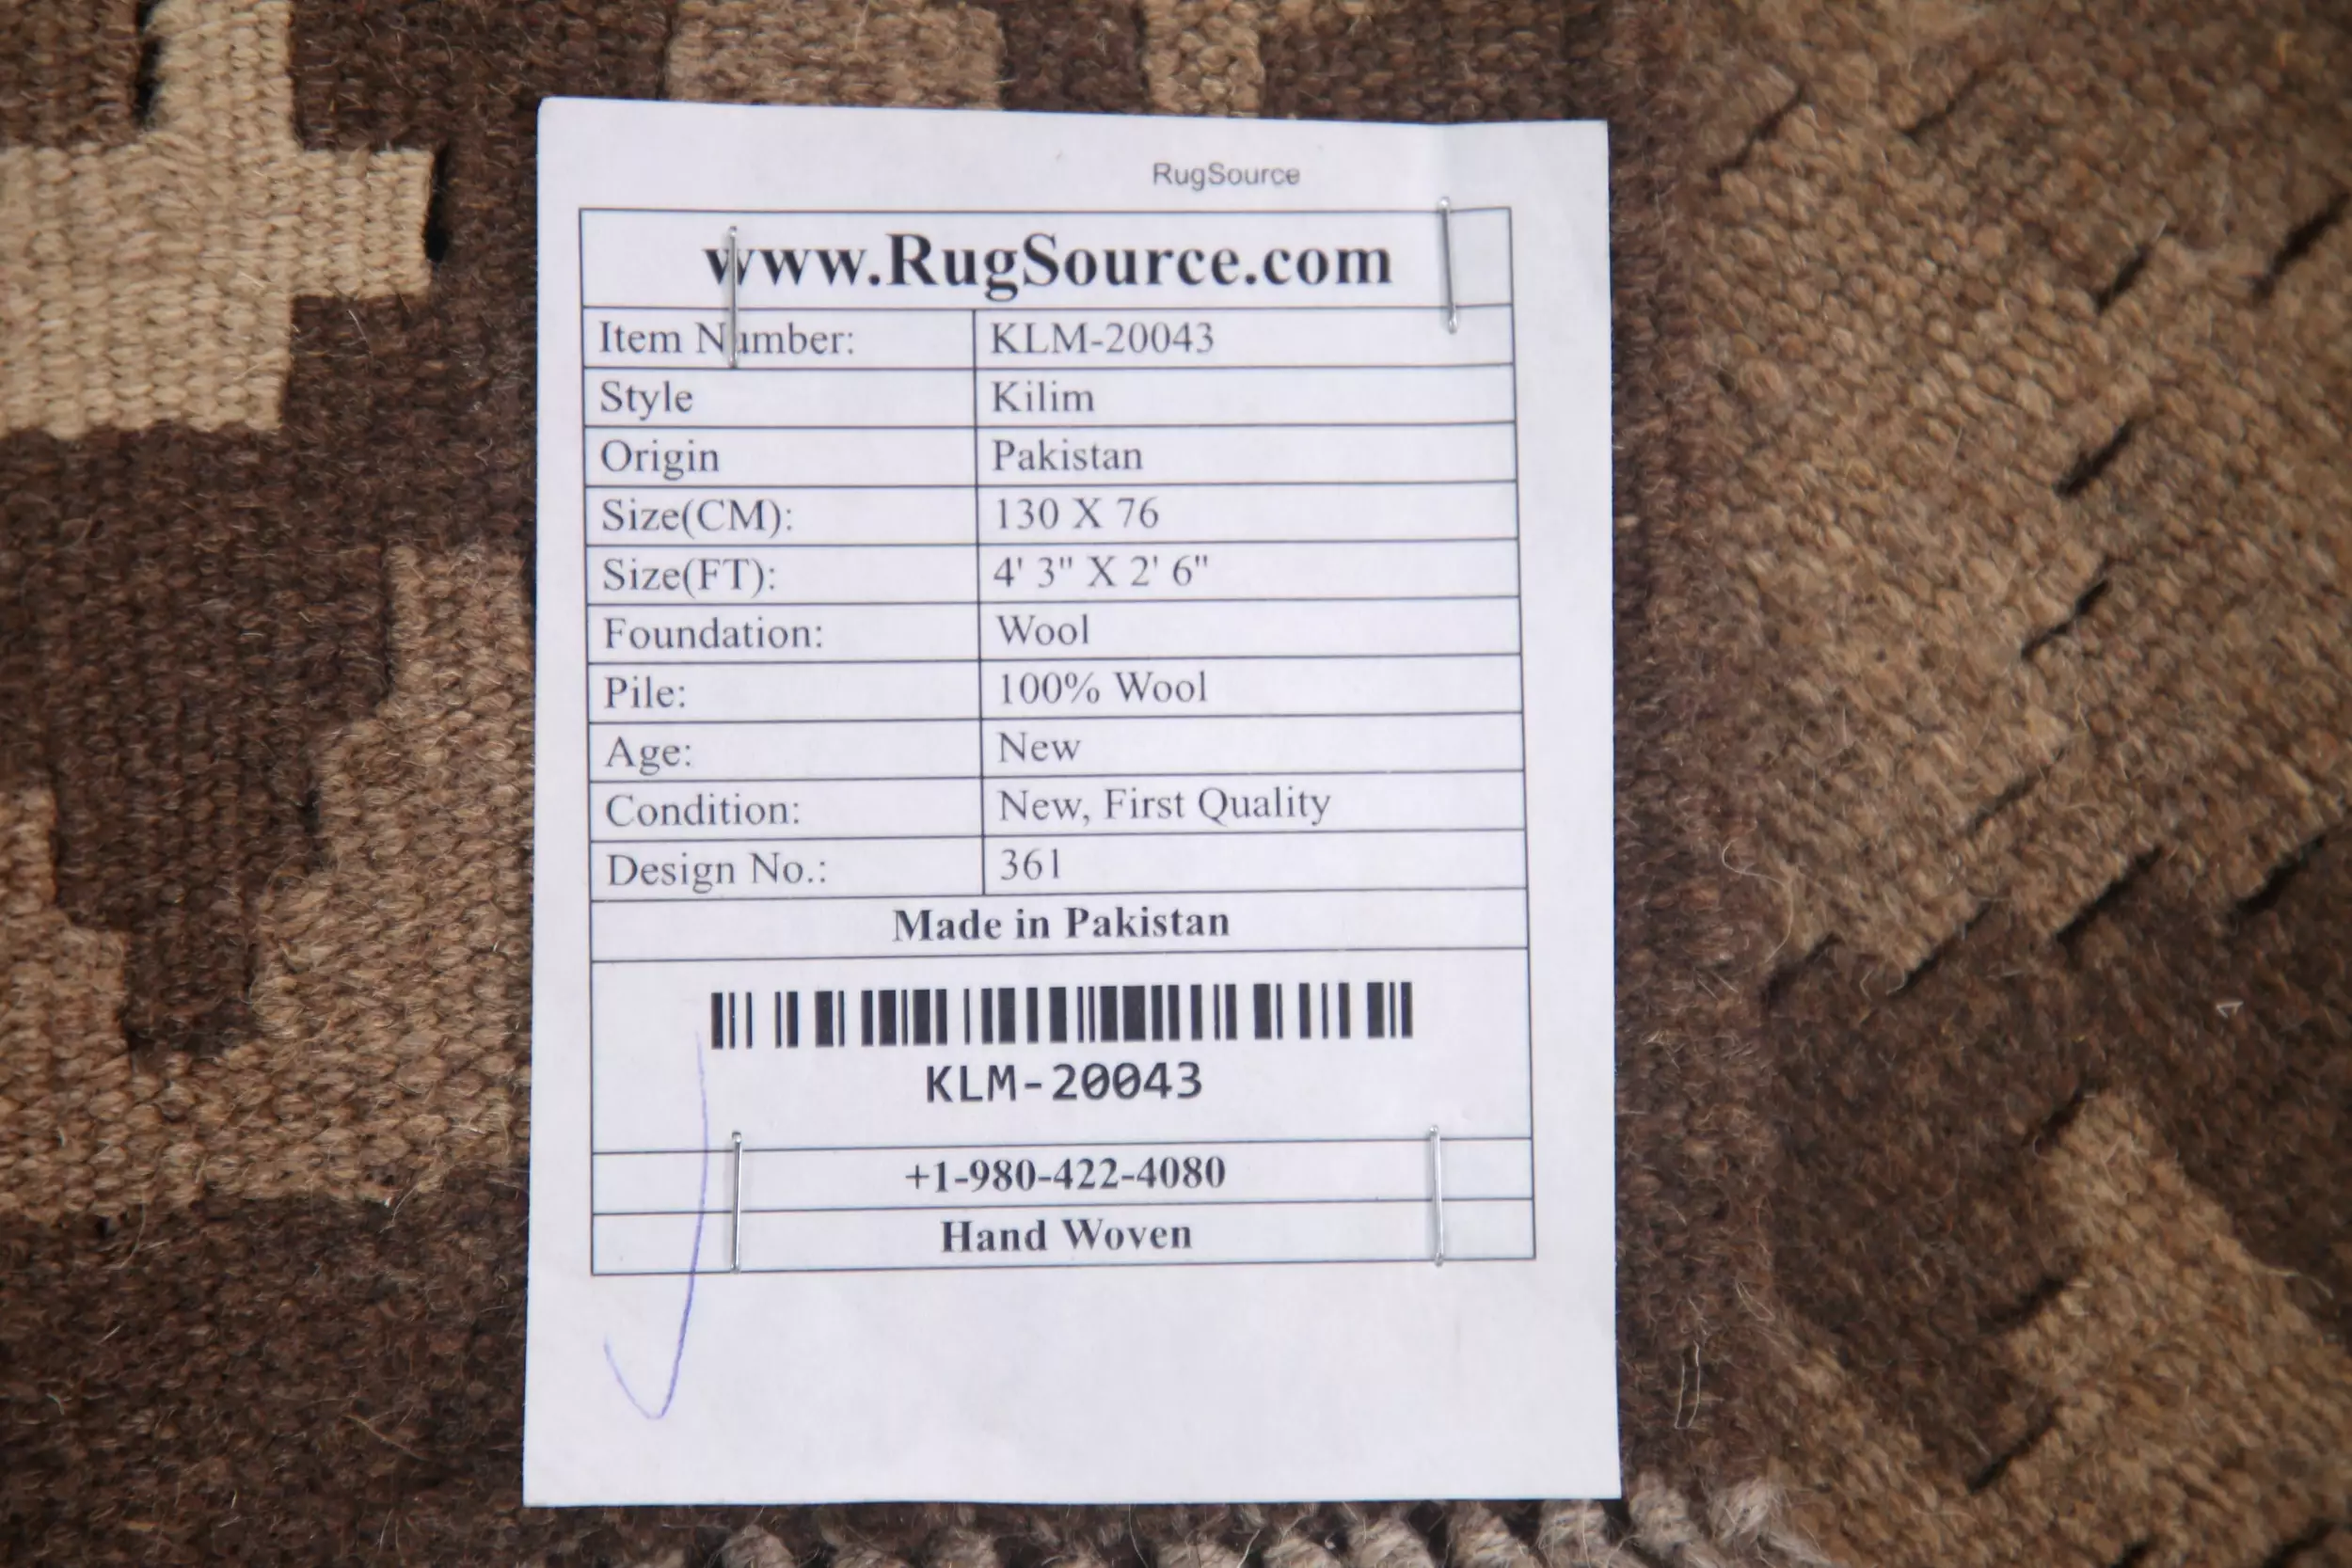 RugSource
www.RugSource.com
Item Number: KLM-20043
Style Kilim
Origin Pakistan
Size(CM): 130 X 76
Size(FT): 4' 3" X 2' 6"
Foundation: Wool
Pile: 100% Wool
Age: New
Condition: New, First Quality
Design No.: 361
Made in Pakistan
KLM-20043
+1-980-422-4080
Hand Woven